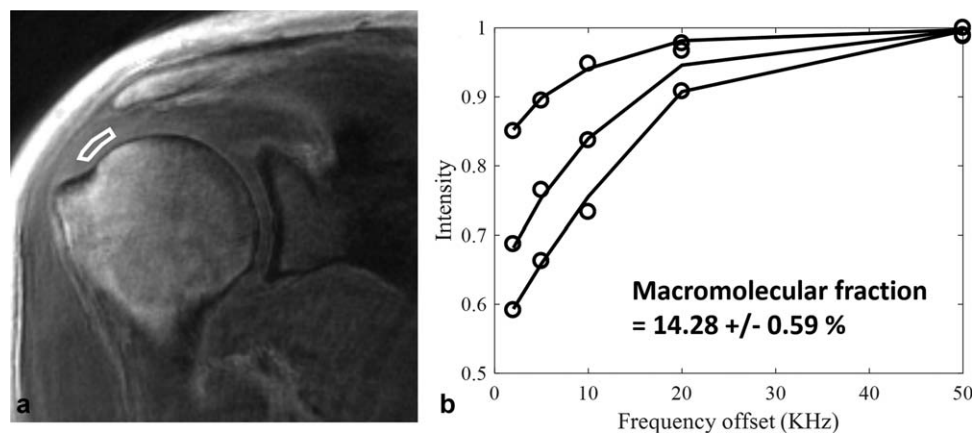 a
b
1
0.9
0.8
0.7
0.6
0.5
0
10
20
30
40
50
Intensity
Frequency offset (KHz)
Macromolecular fraction
= 14.28 +/- 0.59 %